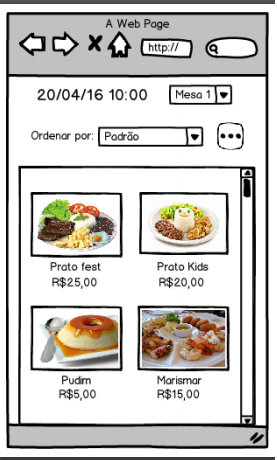 A Web Page
http://
20/04/16 10:00
Mesa 1
Ordenar por:
Padrão
Prato fest
R$25,00
Prato Kids
R$20,00
Pudim
R$5,00
Marismar
R$15,00